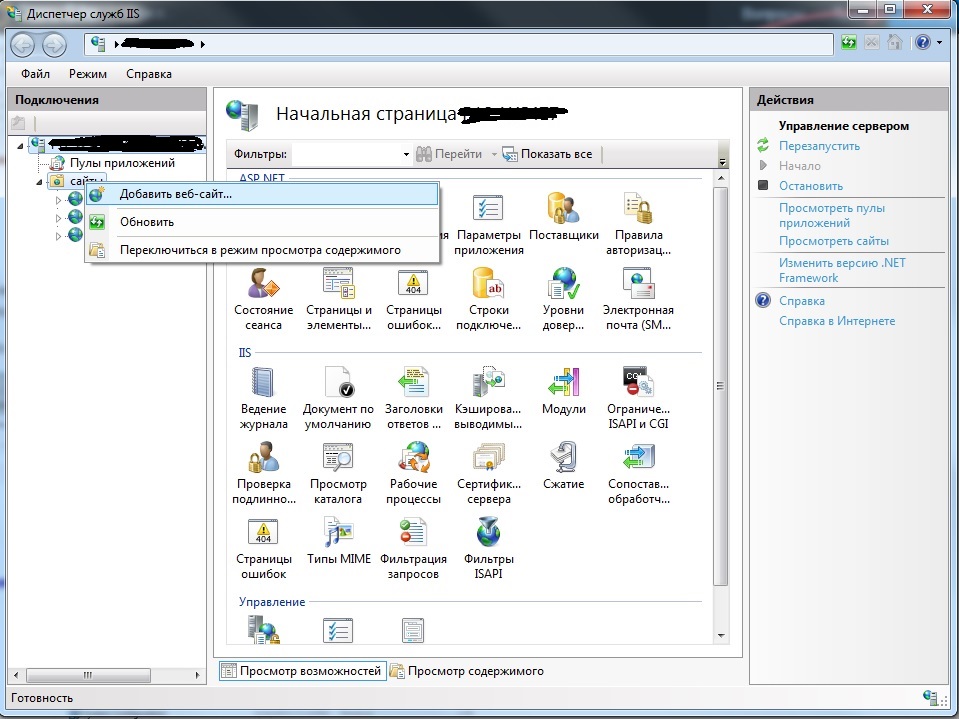 Диспетчер служб IIS
Файл Режим Справка
Подключения
Пулы приложений
сайты
Добавить веб-сайт...
Обновить
Переключиться в режим просмотра содержимого
Начальная страница
Фильтры: Перейти Показать все
ASP.NET
Параметры приложения
Поставщики
Правила авторизац...
Состояние сеанса
Страницы и элементы...
Страницы ошибок...
Строки подключе...
Уровни довер...
Электронная почта (SM...
IIS
Ведение журнала
Документ по умолчанию
Заголовки ответов ...
Кэширова... выводимы...
Модули
Ограниче... ISAPI и CGI
Проверка подлинно...
Просмотр каталога
Рабочие процессы
Сертифик... сервера
Сжатие
Сопостав... обработч...
Страницы ошибок
Типы MIME
Фильтрация запросов
Фильтры ISAPI
Управление
Просмотр возможностей Просмотр содержимого
Действия
Управление сервером
Перезапустить
Начало
Остановить
Просмотреть пулы приложений
Просмотреть сайты
Изменить версию .NET Framework
Справка
Справка в Интернете
Готовность